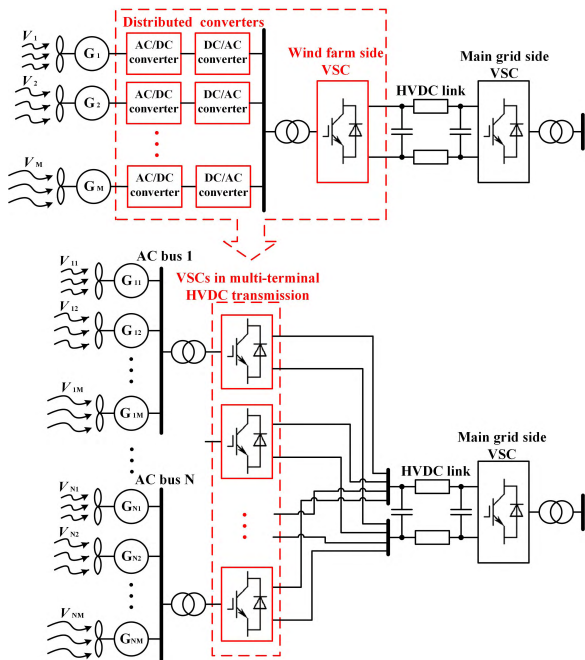 Distributed converters
V1
G1
AC/DC
converter
DC/AC
converter
Wind farm side
VSC
Main grid side
VSC
HVDC link
V2
G2
AC/DC
converter
DC/AC
converter
VM
GM
AC/DC
converter
DC/AC
converter
AC bus 1
V11
G11
VSCs in multi-terminal
HVDC transmission
V12
G12
V1M
G1M
AC bus N
Main grid side
VSC
HVDC link
VN1
GN1
VN2
GN2
VNM
GNM